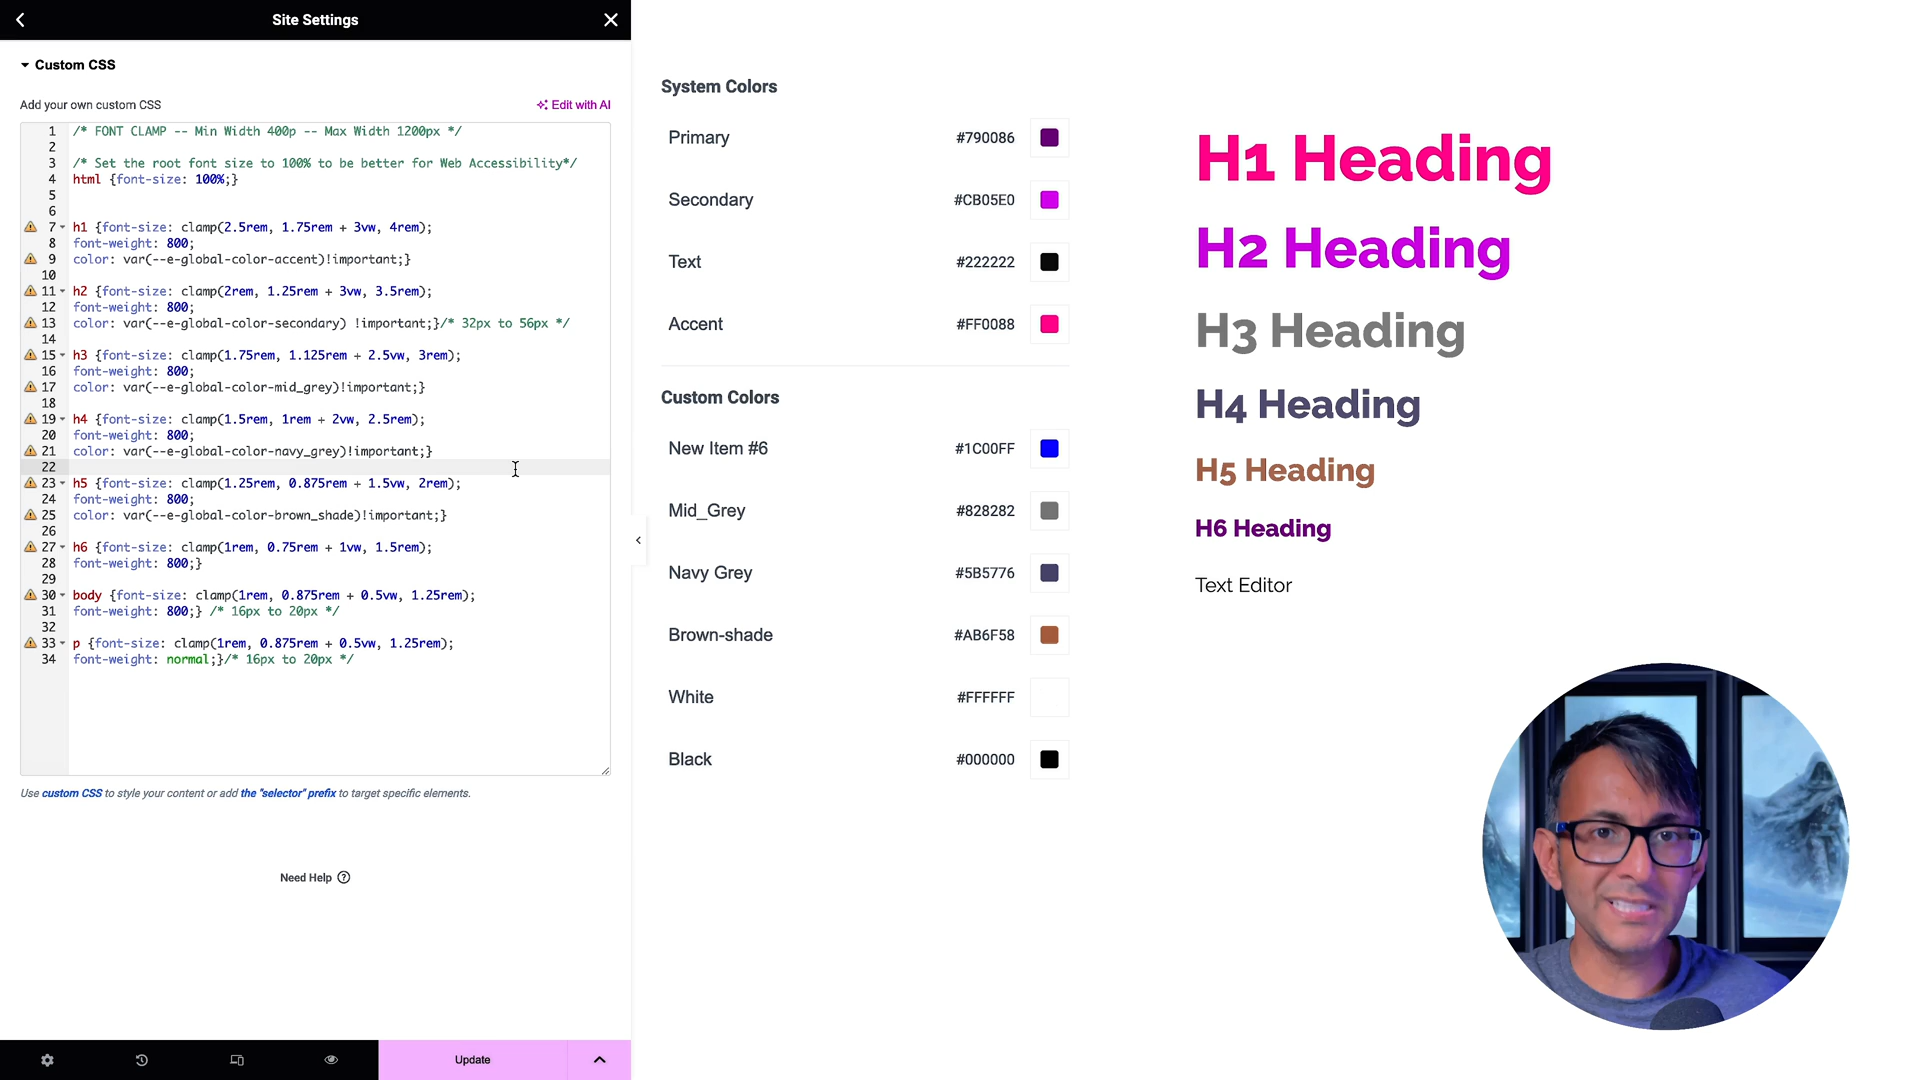 Site Settings
Custom CSS
Add your own custom CSS
Edit with AI
1 /* FONT CLAMP -- Min Width 400p -- Max Width 1200px */
2
3 /* Set the root font size to 100% to be better for Web Accessibility*/
4 html {font-size: 100%;}
5
6
7 h1 {font-size: clamp(2.5rem, 1.75rem + 3vw, 4rem);
8 font-weight: 800;
9 color: var(--e-global-color-accent)!important;}
10
11 h2 {font-size: clamp(2rem, 1.25rem + 3vw, 3.5rem);
12 font-weight: 800;
13 color: var(--e-global-color-secondary) !important;}/* 32px to 56px */
14
15 h3 {font-size: clamp(1.75rem, 1.125rem + 2.5vw, 3rem);
16 font-weight: 800;
17 color: var(--e-global-color-mid_grey)!important;}
18
19 h4 {font-size: clamp(1.5rem, 1rem + 2vw, 2.5rem);
20 font-weight: 800;
21 color: var(--e-global-color-navy_grey)!important;}
22
23 h5 {font-size: clamp(1.25rem, 0.875rem + 1.5vw, 2rem);
24 font-weight: 800;
25 color: var(--e-global-color-brown_shade)!important;}
26
27 h6 {font-size: clamp(1rem, 0.75rem + 1vw, 1.5rem);
28 font-weight: 800;}
29
30 body {font-size: clamp(1rem, 0.875rem + 0.5vw, 1.25rem);
31 font-weight: 800;} /* 16px to 20px */
32
33 p {font-size: clamp(1rem, 0.875rem + 0.5vw, 1.25rem);
34 font-weight: normal;}/* 16px to 20px */
Use custom CSS to style your content or add the "selector" prefix to target specific elements.
Need Help
Update
System Colors
Primary #790086
Secondary #CB05E0
Text #222222
Accent #FF0088
Custom Colors
New Item #6 #1C00FF
Mid_Grey #828282
Navy Grey #5B5776
Brown-shade #AB6F58
White #FFFFFF
Black #000000
H1 Heading
H2 Heading
H3 Heading
H4 Heading
H5 Heading
H6 Heading
Text Editor